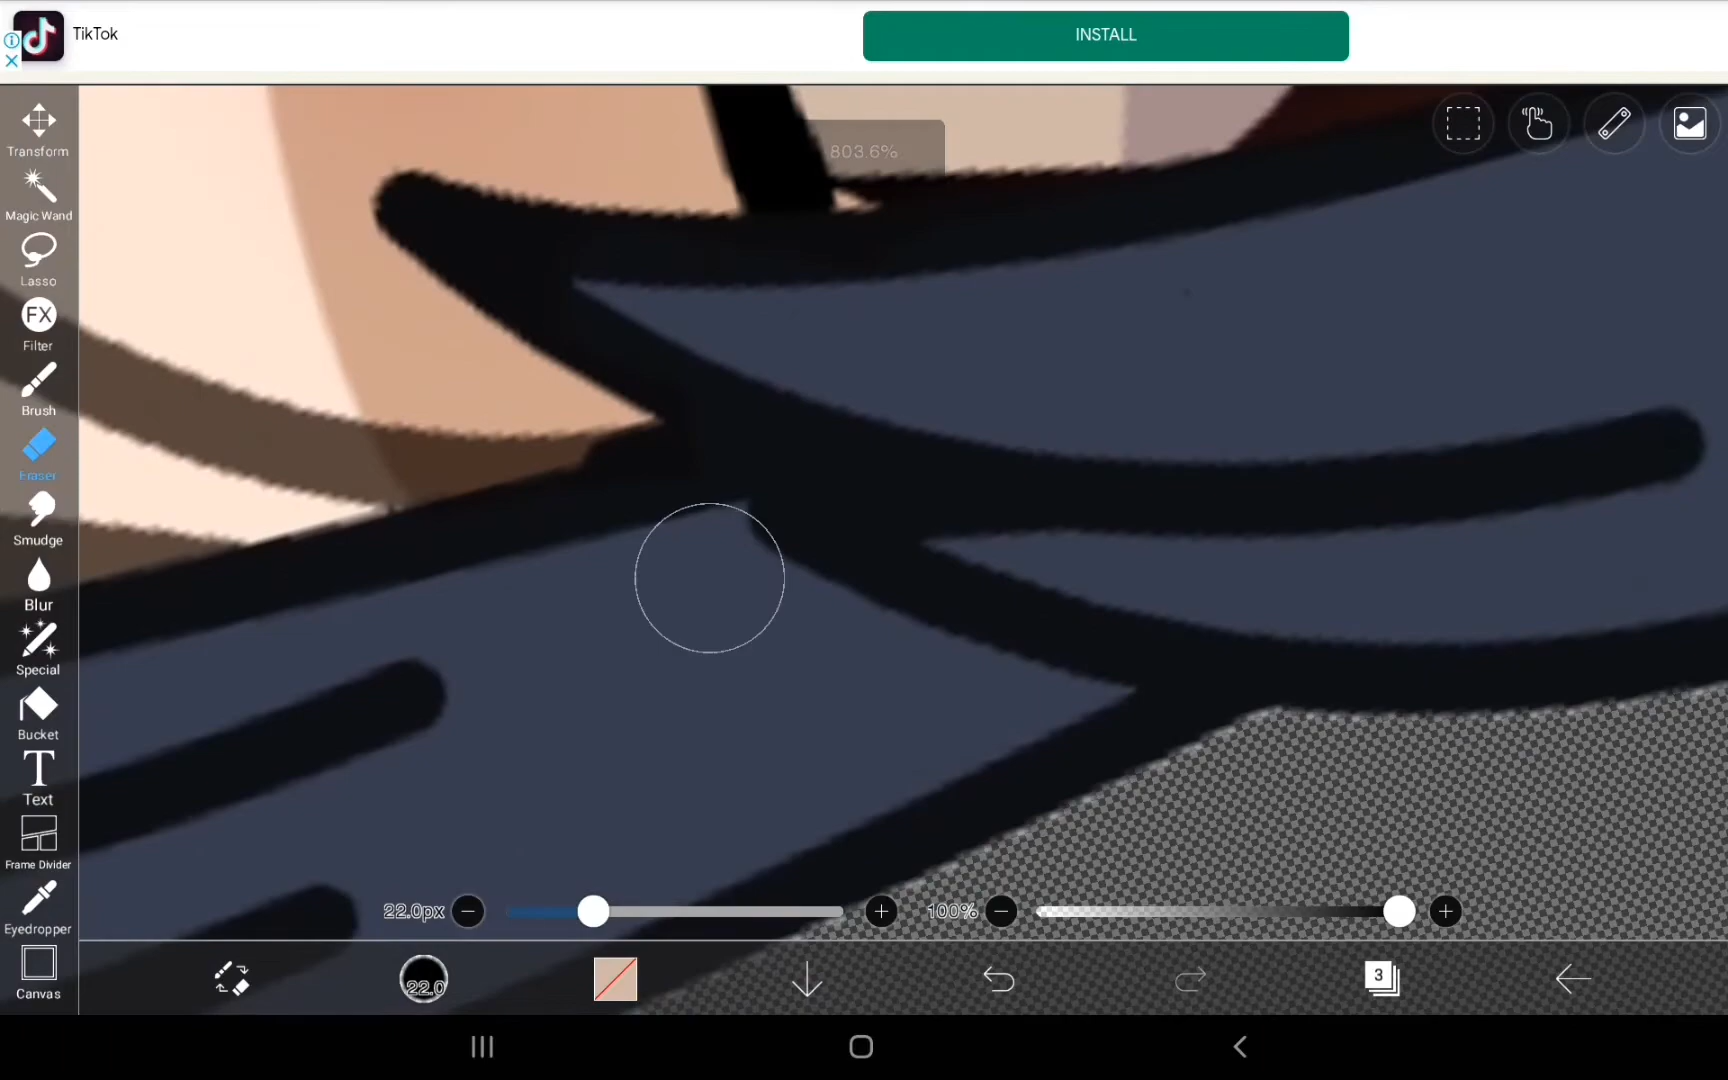 TikTok
INSTALL
803.6%
Transform
Magic Wand
Lasso
FX
Filter
Brush
Eraser
Smudge
Blur
Special
Bucket
T
Text
Frame Divider
Eyedropper
Canvas
22.0px
100%
22.0
3